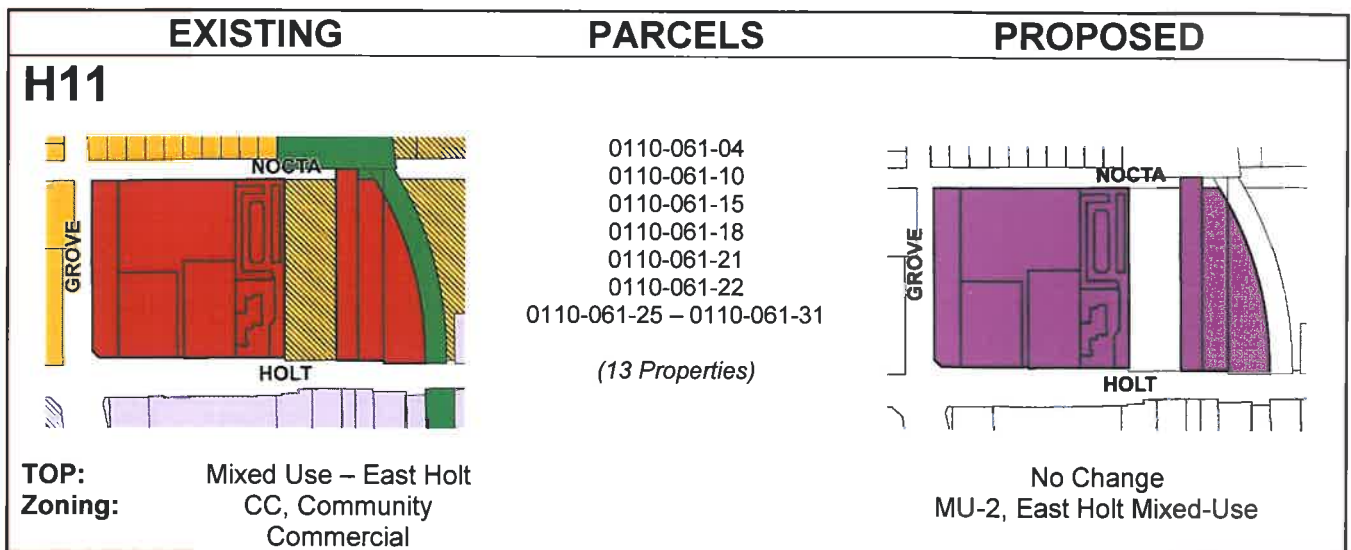 EXISTING PARCELS PROPOSED
H11
NOCTA
GROVE
HOLT
0110-061-04
0110-061-10
0110-061-15
0110-061-18
0110-061-21
0110-061-22
0110-061-25 – 0110-061-31
(13 Properties)
NOCTA
GROVE
HOLT
TOP: Mixed Use – East Holt No Change
Zoning: CC, Community MU-2, East Holt Mixed-Use
Commercial